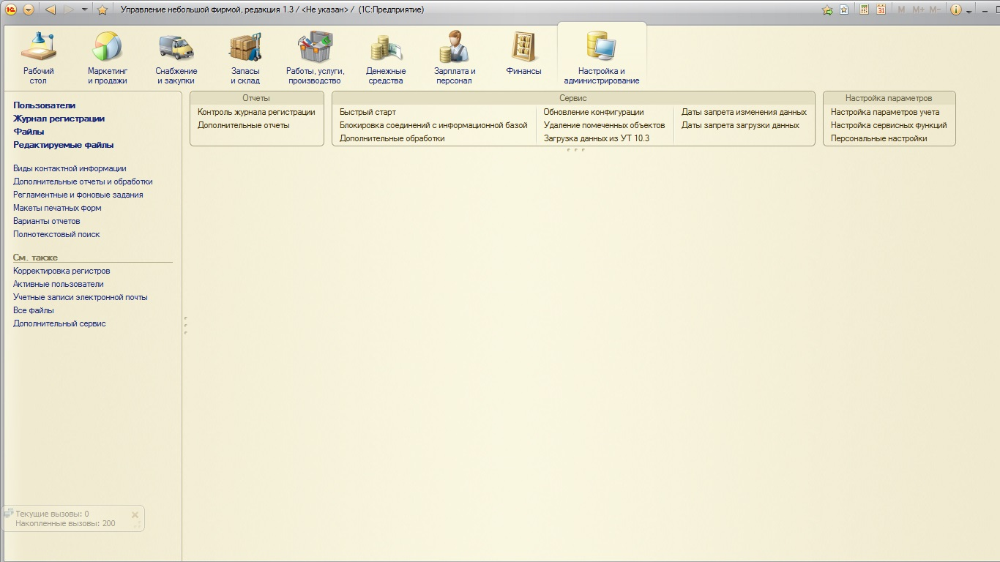 Управление небольшой фирмой, редакция 1.3 / <Не указан> / (1С:Предприятие)
M M+ M-
31
Рабочий
стол
Маркетинг
и продажи
Снабжение
и закупки
Запасы
и склад
Работы, услуги,
производство
Денежные
средства
Зарплата и
персонал
Финансы
Настройка и
администрирование
Пользователи
Журнал регистрации
Файлы
Редактируемые файлы
Виды контактной информации
Дополнительные отчеты и обработки
Регламентные и фоновые задания
Макеты печатных форм
Варианты отчетов
Полнотекстовый поиск
См. также
Корректировка регистров
Активные пользователи
Учетные записи электронной почты
Все файлы
Дополнительный сервис
Отчеты
Контроль журнала регистрации
Дополнительные отчеты
Сервис
Быстрый старт
Блокировка соединений с информационной базой
Дополнительные обработки
Обновление конфигурации
Удаление помеченных объектов
Загрузка данных из УТ 10.3
Даты запрета изменения данных
Даты запрета загрузки данных
Настройка параметров
Настройка параметров учета
Настройка сервисных функций
Персональные настройки
Текущие вызовы: 0
Накопленные вызовы: 200